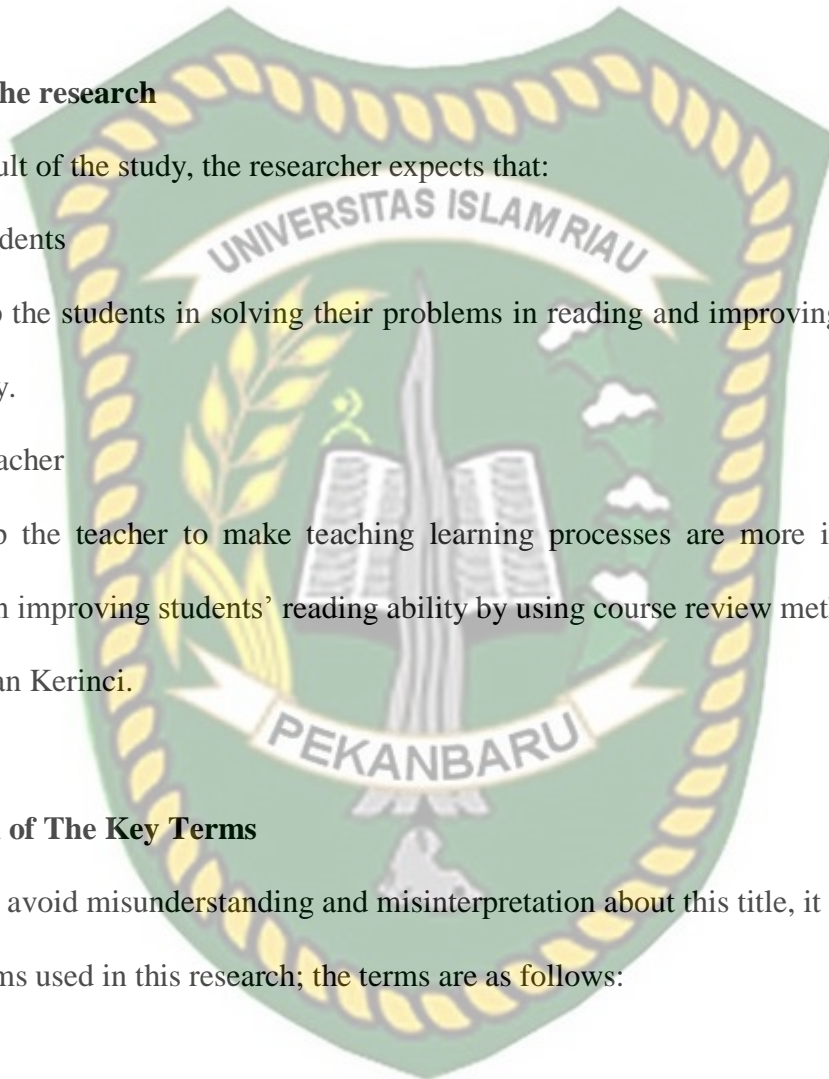 he research
ult of the study, the researcher expects that:
dents
UNIVERSITAS ISLAM RIAU
o the students in solving their problems in reading and improving
y.
acher
p the teacher to make teaching learning processes are more i
n improving students’ reading ability by using course review met
an Kerinci.
PEKANBARU
of The Key Terms
avoid misunderstanding and misinterpretation about this title, it
ms used in this research; the terms are as follows: